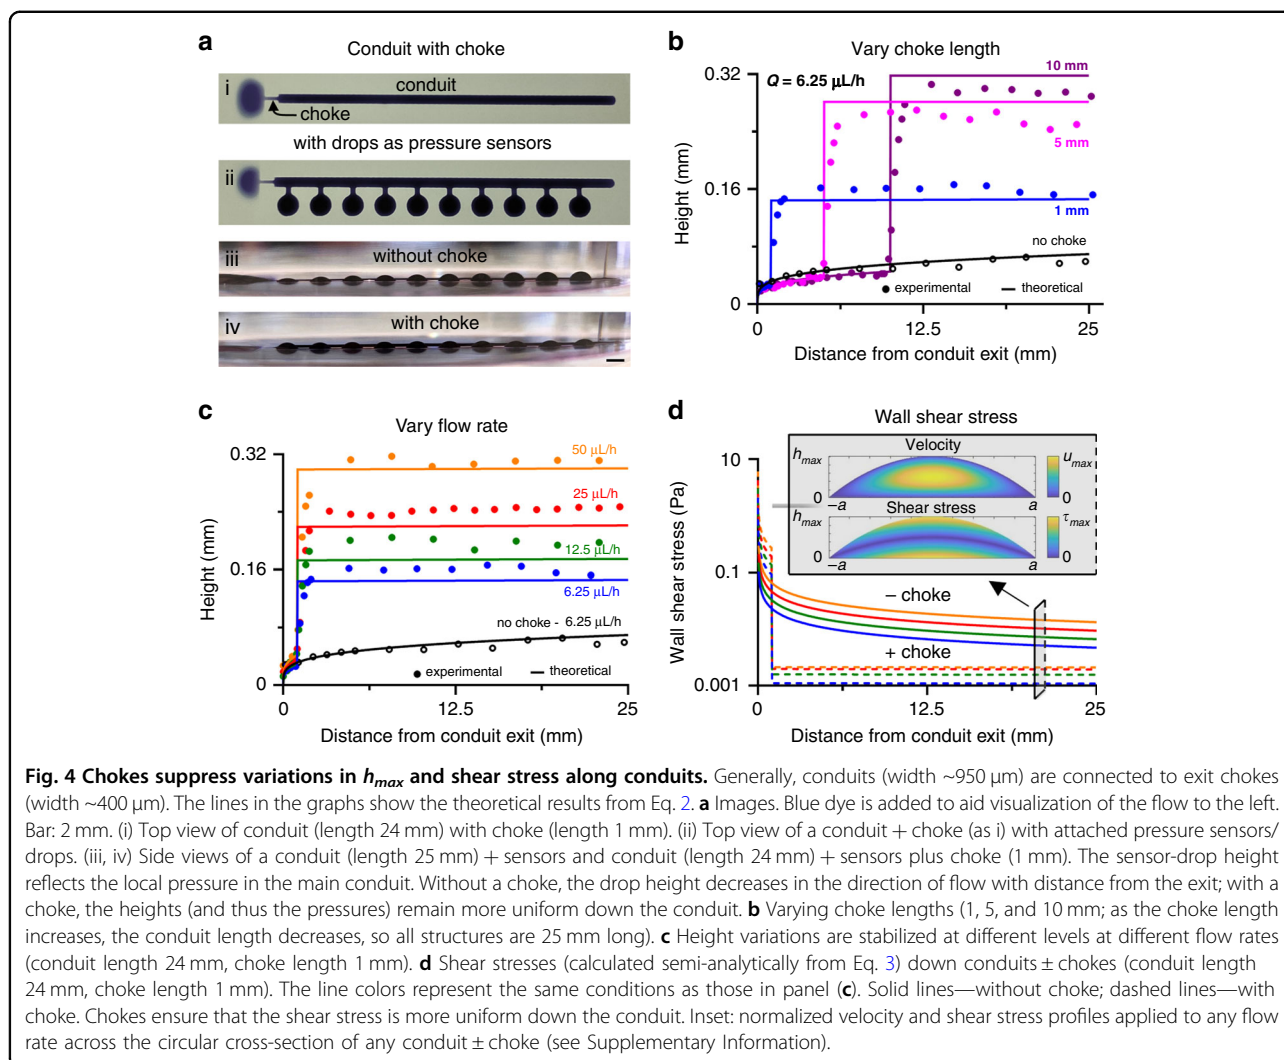 a
Conduit with choke
i
conduit
choke
with drops as pressure sensors
ii
iii
without choke
iv
with choke
b
Vary choke length
Height (mm)
0.32
0.16
0
Q = 6.25 µL/h
10 mm
5 mm
1 mm
no choke
experimental
theoretical
0
12.5
25
Distance from conduit exit (mm)
c
Vary flow rate
Height (mm)
0.32
0.16
0
50 µL/h
25 µL/h
12.5 µL/h
6.25 µL/h
no choke - 6.25 µL/h
experimental
theoretical
0
12.5
25
Distance from conduit exit (mm)
d
Wall shear stress
Wall shear stress (Pa)
10
0.1
0.001
Velocity
hmax
0
umax
0
Shear stress
hmax
0
–a
a
τmax
0
– choke
+ choke
0
12.5
25
Distance from conduit exit (mm)
Fig. 4 Chokes suppress variations in hmax and shear stress along conduits. Generally, conduits (width ~950 µm) are connected to exit chokes
(width ~400 µm). The lines in the graphs show the theoretical results from Eq. 2. a Images. Blue dye is added to aid visualization of the flow to the left.
Bar: 2 mm. (i) Top view of conduit (length 24 mm) with choke (length 1 mm). (ii) Top view of a conduit + choke (as i) with attached pressure sensors/
drops. (iii, iv) Side views of a conduit (length 25 mm) + sensors and conduit (length 24 mm) + sensors plus choke (1 mm). The sensor-drop height
reflects the local pressure in the main conduit. Without a choke, the drop height decreases in the direction of flow with distance from the exit; with a
choke, the heights (and thus the pressures) remain more uniform down the conduit. b Varying choke lengths (1, 5, and 10 mm; as the choke length
increases, the conduit length decreases, so all structures are 25 mm long). c Height variations are stabilized at different levels at different flow rates
(conduit length 24 mm, choke length 1 mm). d Shear stresses (calculated semi-analytically from Eq. 3) down conduits ± chokes (conduit length
24 mm, choke length 1 mm). The line colors represent the same conditions as those in panel (c). Solid lines—without choke; dashed lines—with
choke. Chokes ensure that the shear stress is more uniform down the conduit. Inset: normalized velocity and shear stress profiles applied to any flow
rate across the circular cross-section of any conduit ± choke (see Supplementary Information).